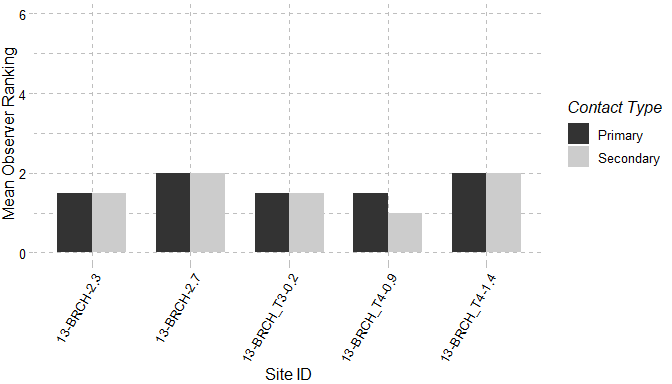 Mean Observer Ranking
6
4
2
0
13-BRCH-2.3
13-BRCH-2.7
13-BRCH_T3-0.2
13-BRCH_T4-0.9
13-BRCH_T4-1.4
Site ID
Contact Type
Primary
Secondary